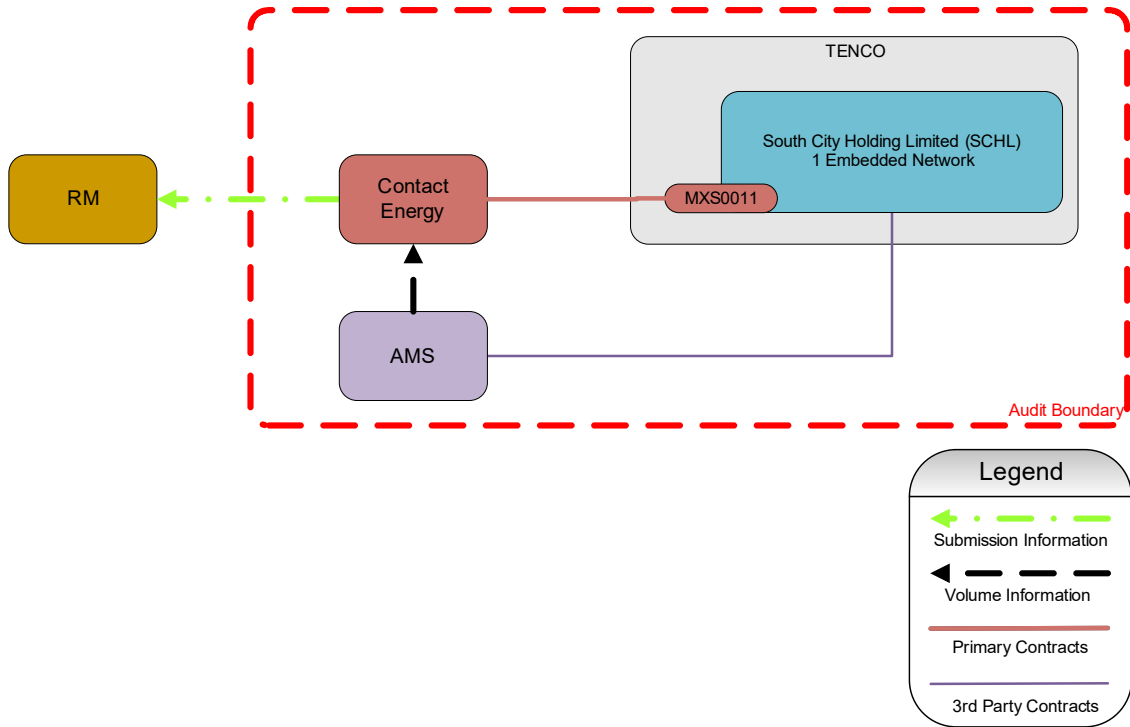 TENCO
South City Holding Limited (SCHL)
1 Embedded Network
MXS0011
RM
Contact
Energy
AMS
Audit Boundary
Legend
Submission Information
Volume Information
Primary Contracts
3rd Party Contracts